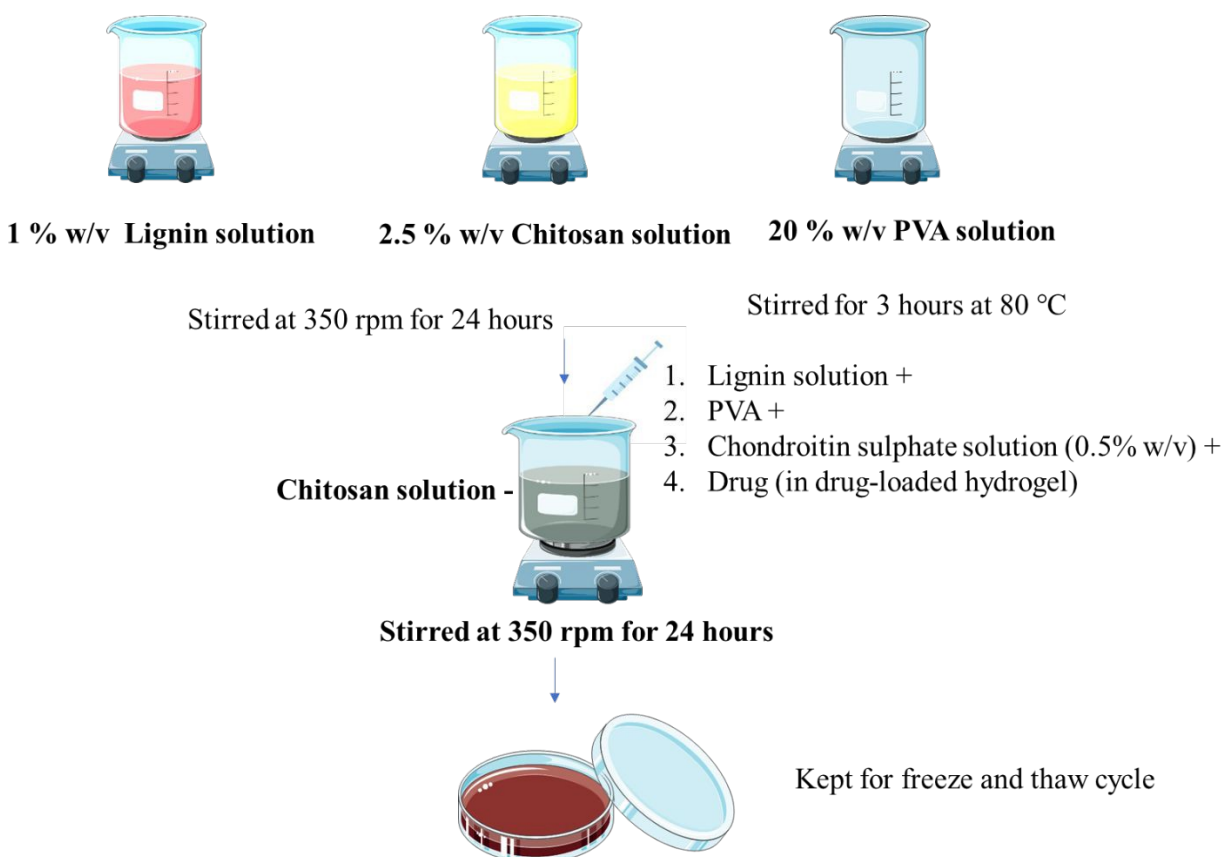 1 % w/v  Lignin solution
2.5 % w/v Chitosan solution
20 % w/v PVA solution
Stirred at 350 rpm for 24 hours
Stirred for 3 hours at 80 °C
1. Lignin solution +
2. PVA +
3. Chondroitin sulphate solution (0.5% w/v) +
4. Drug (in drug-loaded hydrogel)
Chitosan solution -
Stirred at 350 rpm for 24 hours
Kept for freeze and thaw cycle